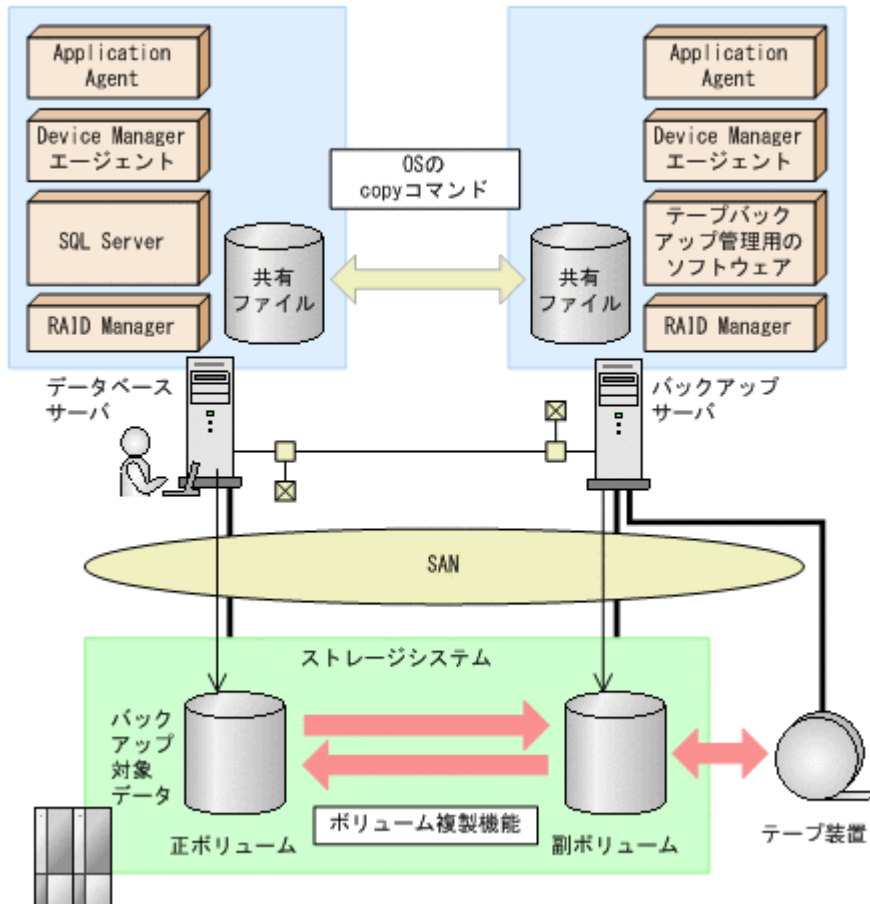 Application
Agent
Device Manager
エージェント
SQL Server
RAID Manager
共有
ファイル
データベース
サーバ
OSの
copyコマンド
Application
Agent
Device Manager
エージェント
テープバック
アップ管理用の
ソフトウェア
RAID Manager
共有
ファイル
バックアップ
サーバ
SAN
ストレージシステム
バック
アップ
対象
データ
正ボリューム
ボリューム複製機能
副ボリューム
テープ装置